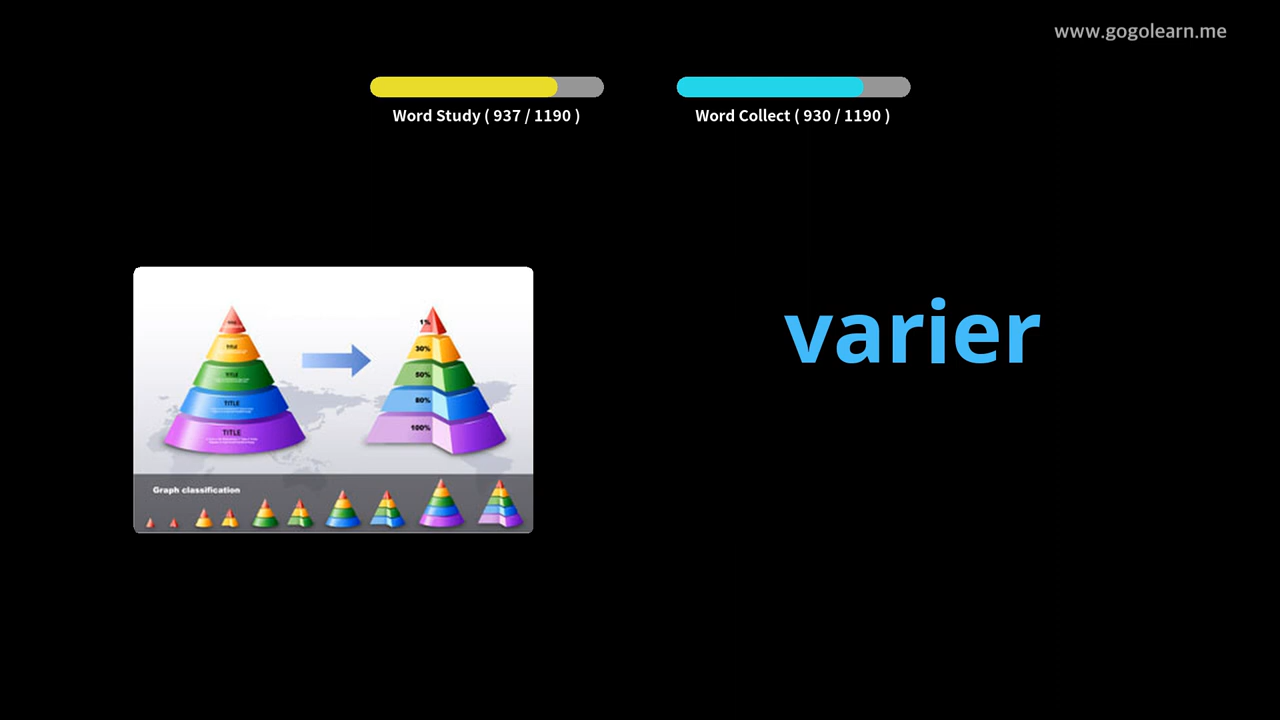 www.gogolearn.me
Word Study ( 937 / 1190 )
Word Collect ( 930 / 1190 )
varier
TITLE
TITLE
TITLE
TITLE
1%
30%
50%
80%
100%
Graph classification